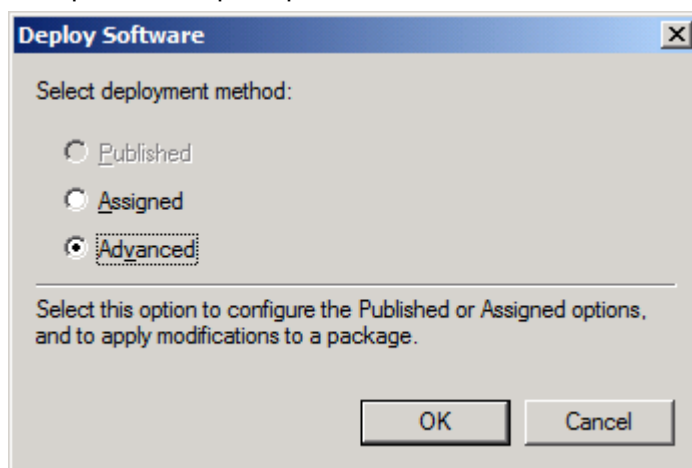 Deploy Software
Select deployment method:
Published
Assigned
Advanced
Select this option to configure the Published or Assigned options,
and to apply modifications to a package.
OK Cancel